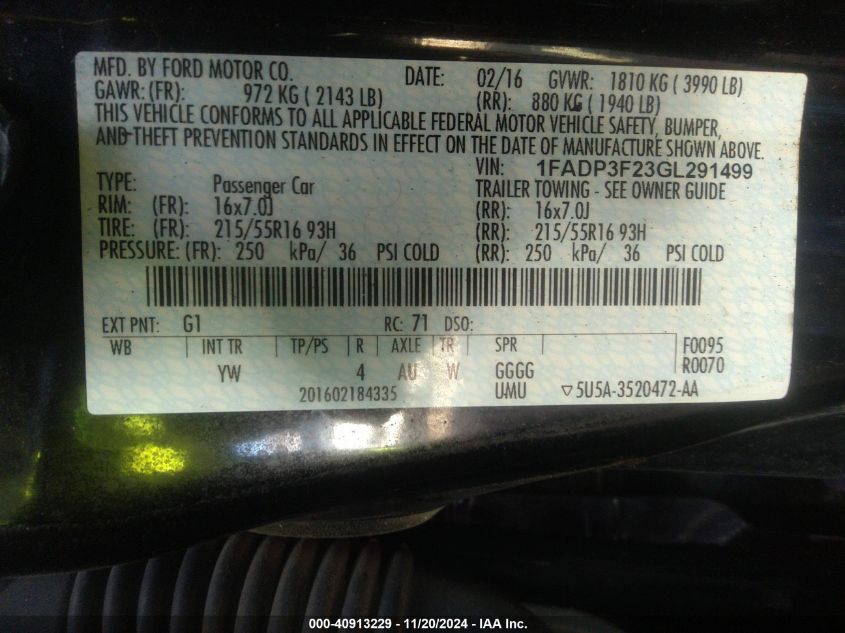 MFD. BY FORD MOTOR CO. DATE: 02/16 GVWR: 1810 KG ( 3990 LB)
GAWR: (FR): 972 KG ( 2143 LB) (RR): 880 KG ( 1940 LB)
THIS VEHICLE CONFORMS TO ALL APPLICABLE FEDERAL MOTOR VEHICLE SAFETY, BUMPER,
AND THEFT PREVENTION STANDARDS IN EFFECT ON THE DATE OF MANUFACTURE SHOWN ABOVE.
VIN: 1FADP3F23GL291499
TYPE: Passenger Car TRAILER TOWING - SEE OWNER GUIDE
RIM: (FR): 16x7.0J (RR): 16x7.0J
TIRE: (FR): 215/55R16 93H (RR): 215/55R16 93H
PRESSURE: (FR): 250 kPa/ 36 PSI COLD (RR): 250 kPa/ 36 PSI COLD
EXT PNT: G1 RC: 71 DSO:
WB INT TR TP/PS R AXLE TR SPR F0095
YW 4 AU W GGGG R0070
201602184335 UMU ▽5U5A-3520472-AA
000-40913229 - 11/20/2024 - IAA Inc.